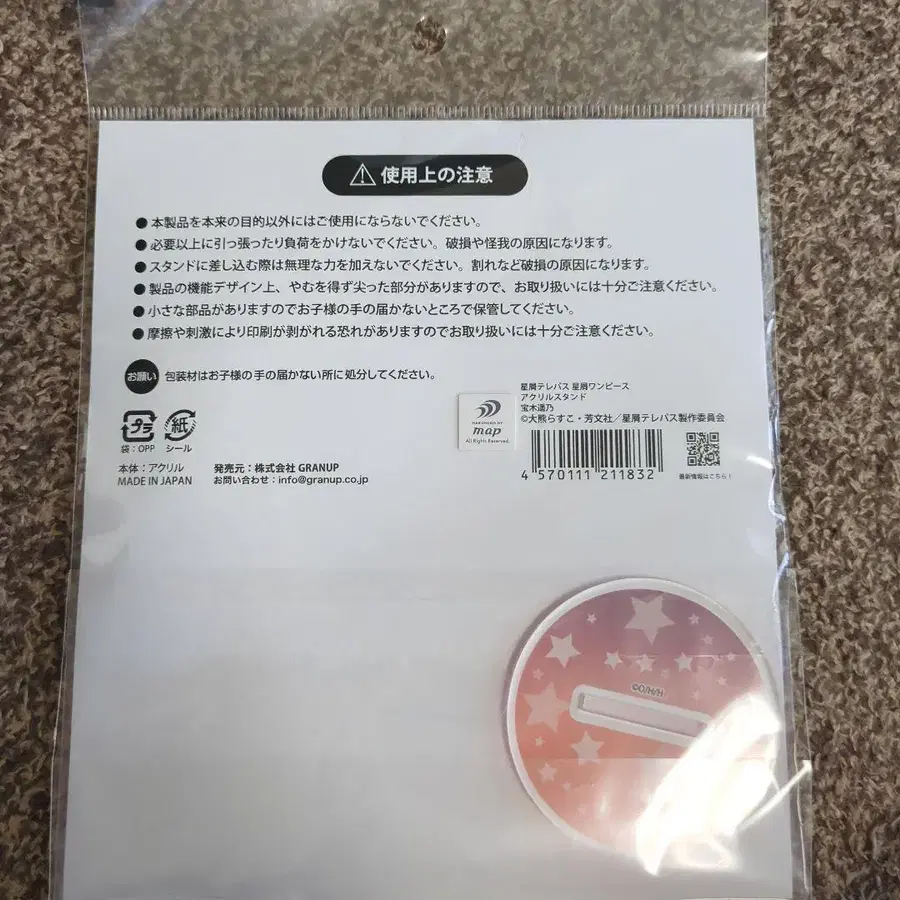 ⚠ 使用上の注意
● 本製品を本来の目的以外にはご使用にならないでください。
● 必要以上に引っ張ったり負荷をかけないでください。破損や怪我の原因になります。
● スタンドに差し込む際は無理な力を加えないでください。割れなど破損の原因になります。
● 製品の機能デザイン上、やむを得ず尖った部分がありますので、お取り扱いには十分ご注意ください。
● 小さな部品がありますのでお子様の手の届かないところで保管してください。
● 摩擦や刺激により印刷が剥がれる恐れがありますのでお取り扱いには十分ご注意ください。
お願い 包装材はお子様の手の届かない所に処分してください。
プラ 紙
袋：OPP シール
本体：アクリル
MADE IN JAPAN
発売元：株式会社 GRANUP
お問い合わせ：info@granup.co.jp
map
All Rights Reserved.
星屑テレパス 星屑ワンピース
アクリルスタンド
宝木遥乃
©大熊らすこ・芳文社／星屑テレパス製作委員会
4 570111 211832
最新情報はこちら！
©O,H/H